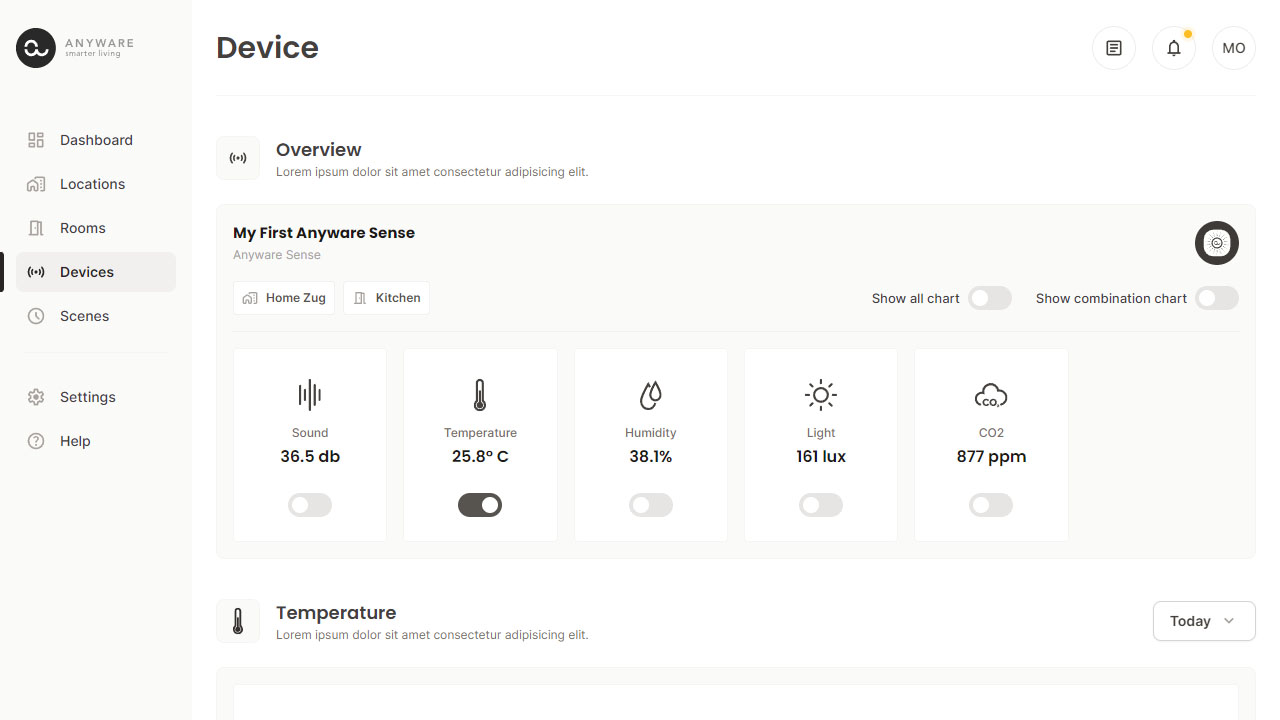 ANYWARE
smarter living
Dashboard
Locations
Rooms
Devices
Scenes
Settings
Help
Device
MO
Overview
Lorem ipsum dolor sit amet consectetur adipisicing elit.
My First Anyware Sense
Anyware Sense
Home Zug
Kitchen
Show all chart
Show combination chart
Sound
36.5 db
Temperature
25.8° C
Humidity
38.1%
Light
161 lux
CO2
CO2
877 ppm
Temperature
Lorem ipsum dolor sit amet consectetur adipisicing elit.
Today